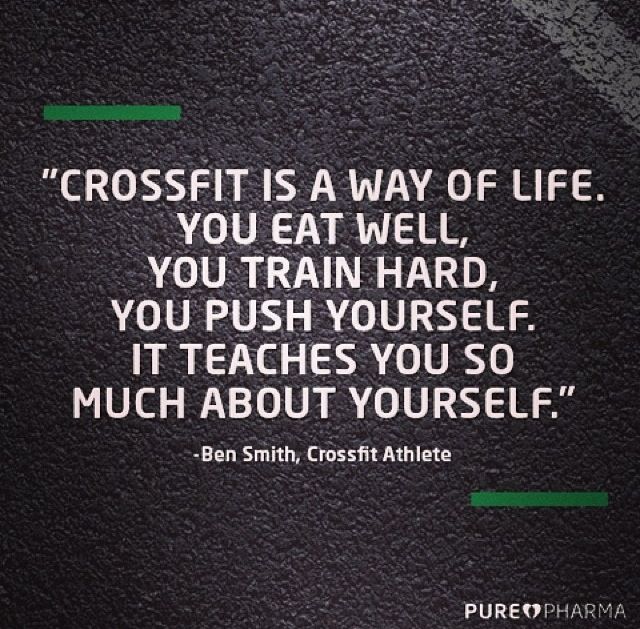 "CROSSFIT IS A WAY OF LIFE.
YOU EAT WELL,
YOU TRAIN HARD,
YOU PUSH YOURSELF.
IT TEACHES YOU SO
MUCH ABOUT YOURSELF."
-Ben Smith, Crossfit Athlete
PURE PHARMA